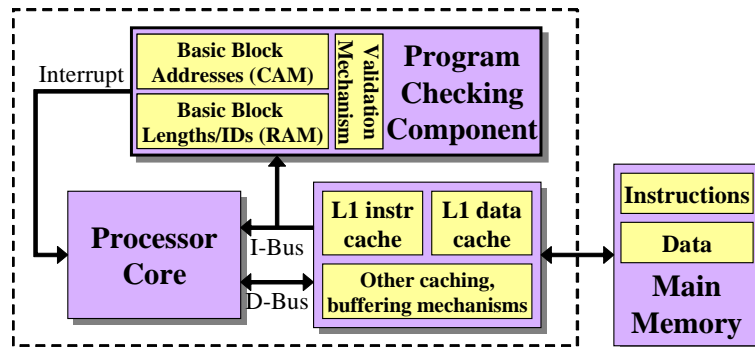 Interrupt
Basic Block
Addresses (CAM)
Basic Block
Lengths/IDs (RAM)
Validation
Mechanism
Program
Checking
Component
Processor
Core
I-Bus
D-Bus
L1 instr
cache
L1 data
cache
Other caching,
buffering mechanisms
Instructions
Data
Main
Memory